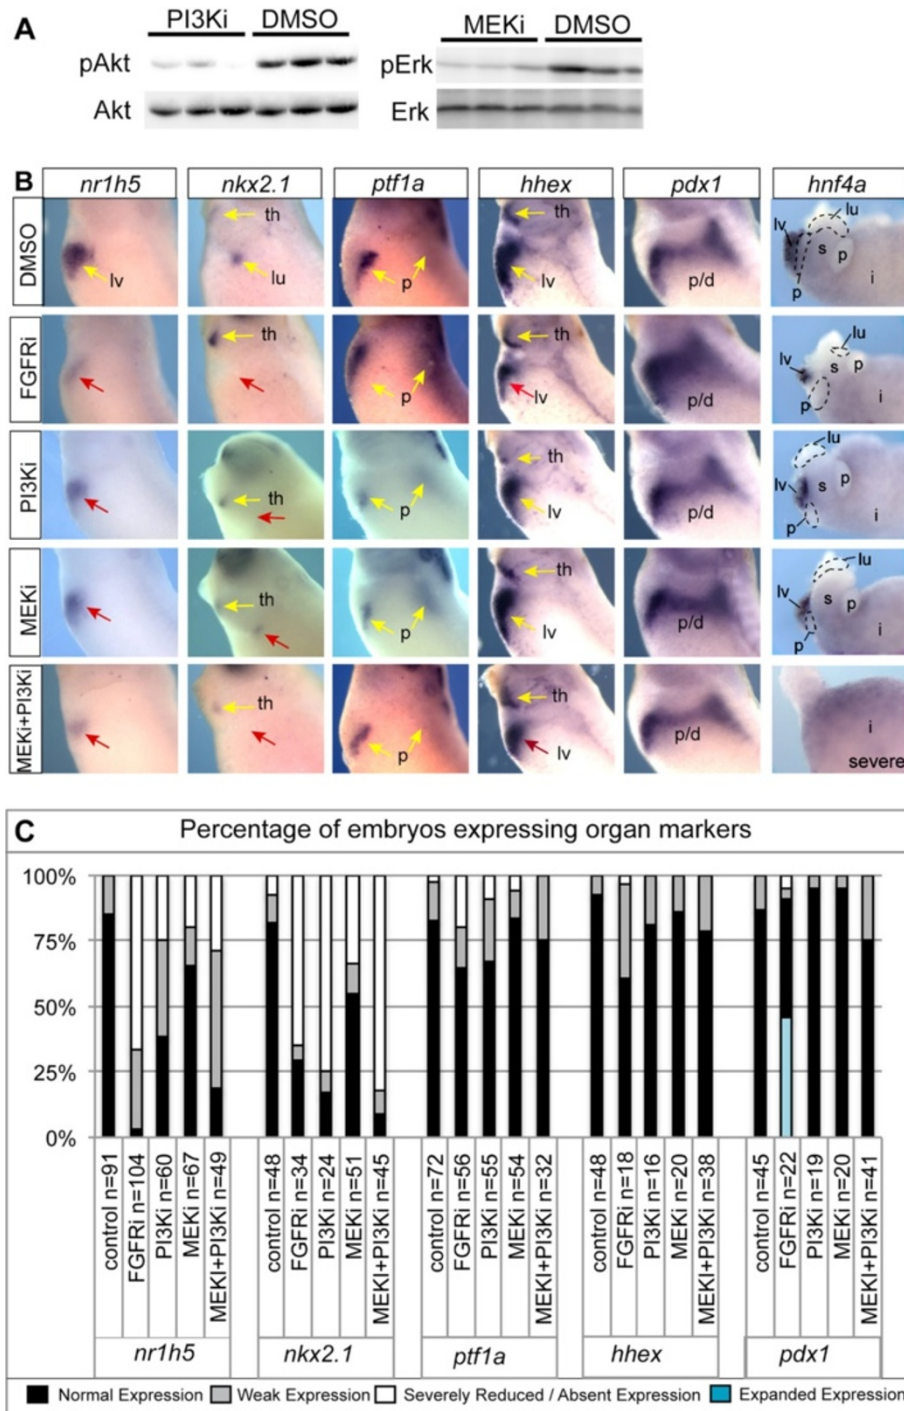 A
PI3Ki DMSO
pAkt
Akt
MEKi DMSO
pErk
Erk
B
nr1h5 nkx2.1 ptf1a hhex pdx1 hnf4a
DMSO
lv
th
lu
p
th
lv
p/d
lv
lu
s
p
p
i
FGFRi
th
p
th
lv
p/d
lv
lu
s
p
p
i
PI3Ki
th
p
th
lv
p/d
lv
lu
s
p
p
i
MEKi
th
p
th
lv
p/d
lv
lu
s
p
p
i
MEKi+PI3Ki
th
p
th
lv
p/d
i
severe
C
Percentage of embryos expressing organ markers
100%
75%
50%
25%
0%
control n=91
FGFRi n=104
PI3Ki n=60
MEKi n=67
MEKI+PI3Ki n=49
nr1h5
control n=48
FGFRi n=34
PI3Ki n=24
MEKi n=51
MEKI+PI3Ki n=45
nkx2.1
control n=72
FGFRi n=56
PI3Ki n=55
MEKi n=54
MEKI+PI3Ki n=32
ptf1a
control n=48
FGFRi n=18
PI3Ki n=16
MEKi n=20
MEKI+PI3Ki n=38
hhex
control n=45
FGFRi n=22
PI3Ki n=19
MEKi n=20
MEKI+PI3Ki n=41
pdx1
Normal Expression Weak Expression Severely Reduced / Absent Expression Expanded Expression